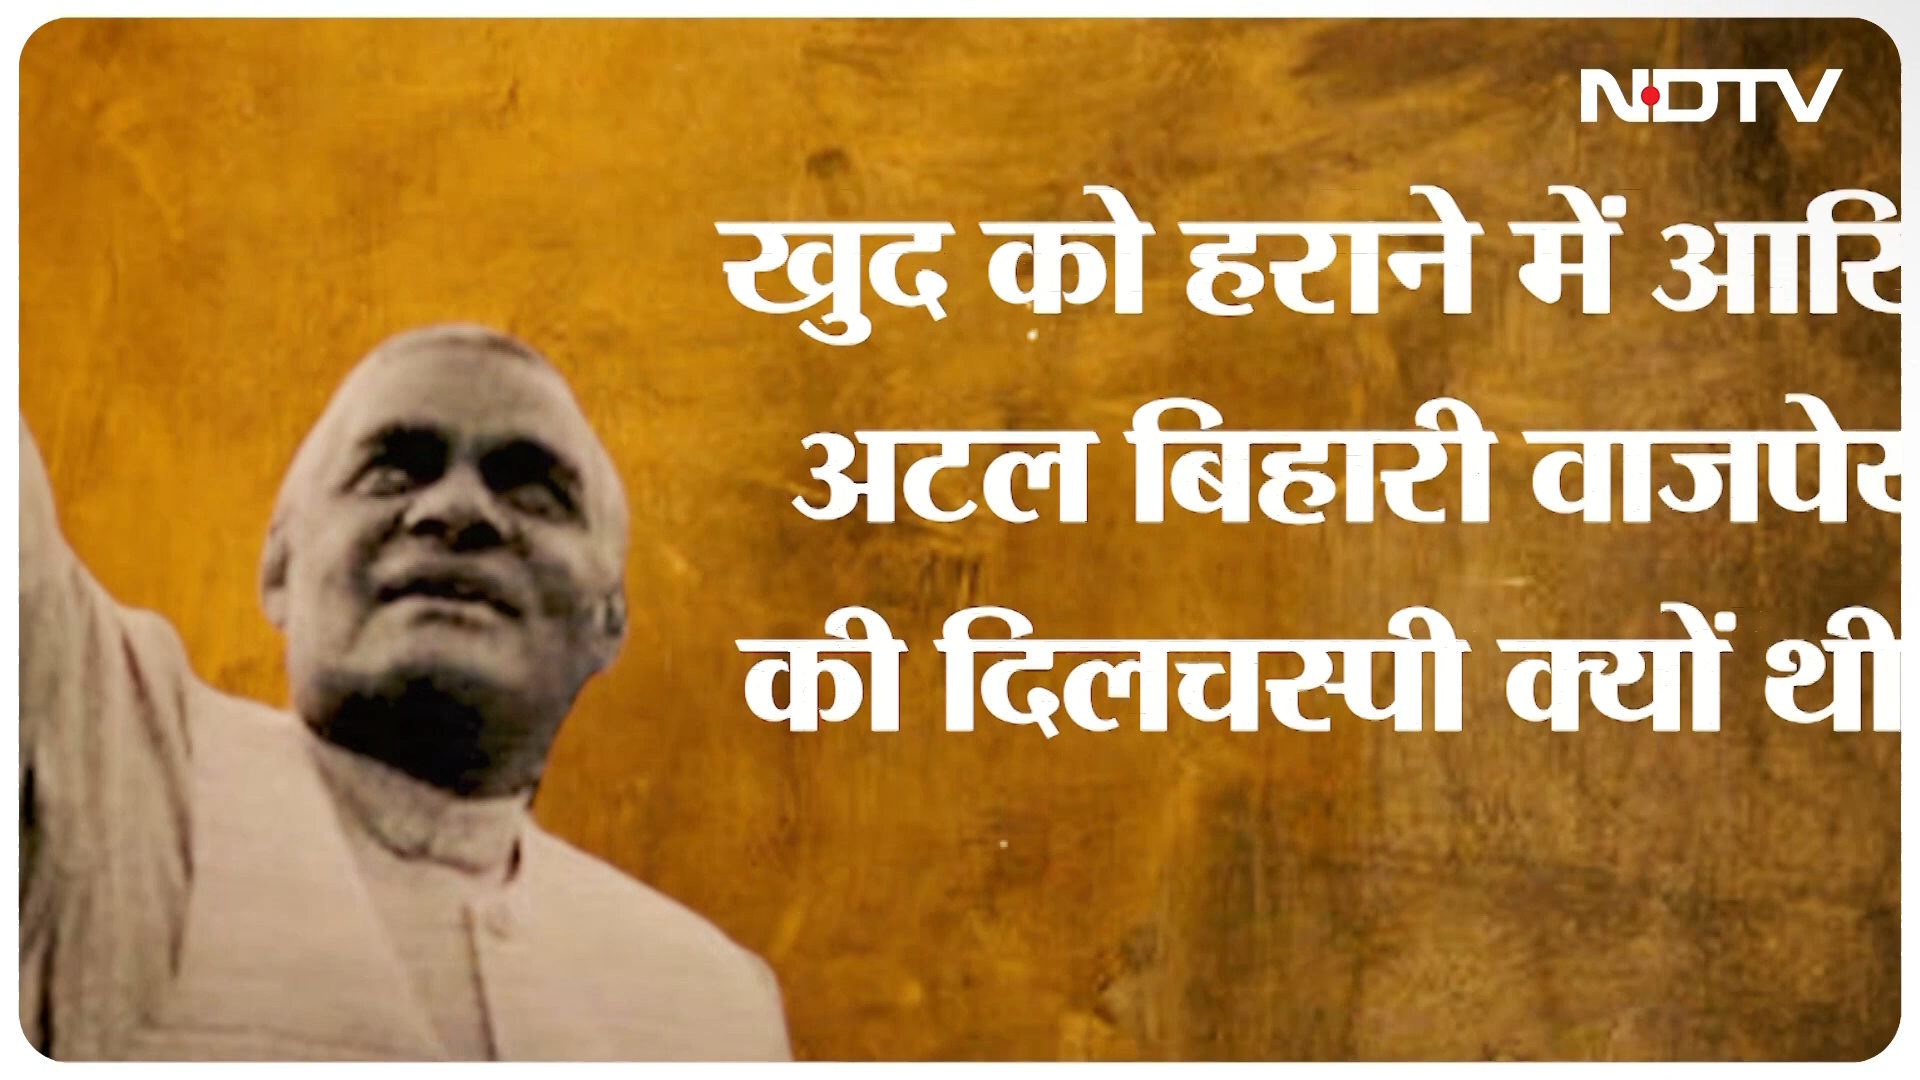 NDTV
खुद को हराने में
अटल बिहारी
की दिलचस्पी क्यों थी